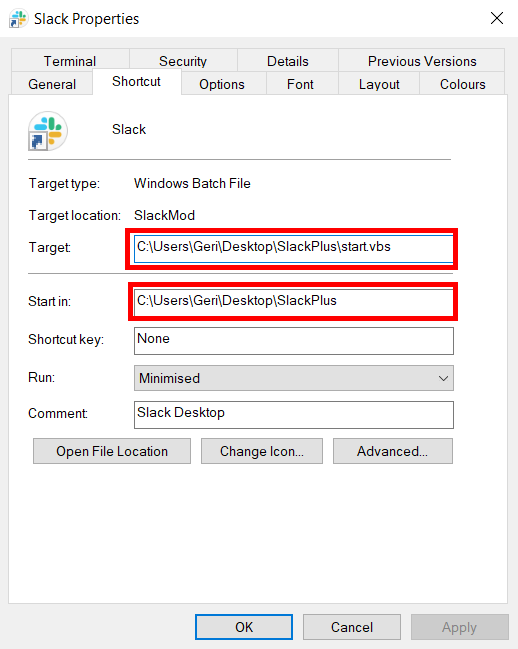 Slack Properties
Terminal Security Details Previous Versions
General Shortcut Options Font Layout Colours
Slack
Target type: Windows Batch File
Target location: SlackMod
Target: C:\Users\Geri\Desktop\SlackPlus\start.vbs
Start in: C:\Users\Geri\Desktop\SlackPlus
Shortcut key: None
Run: Minimised
Comment: Slack Desktop
Open File Location Change Icon... Advanced...
OK Cancel Apply